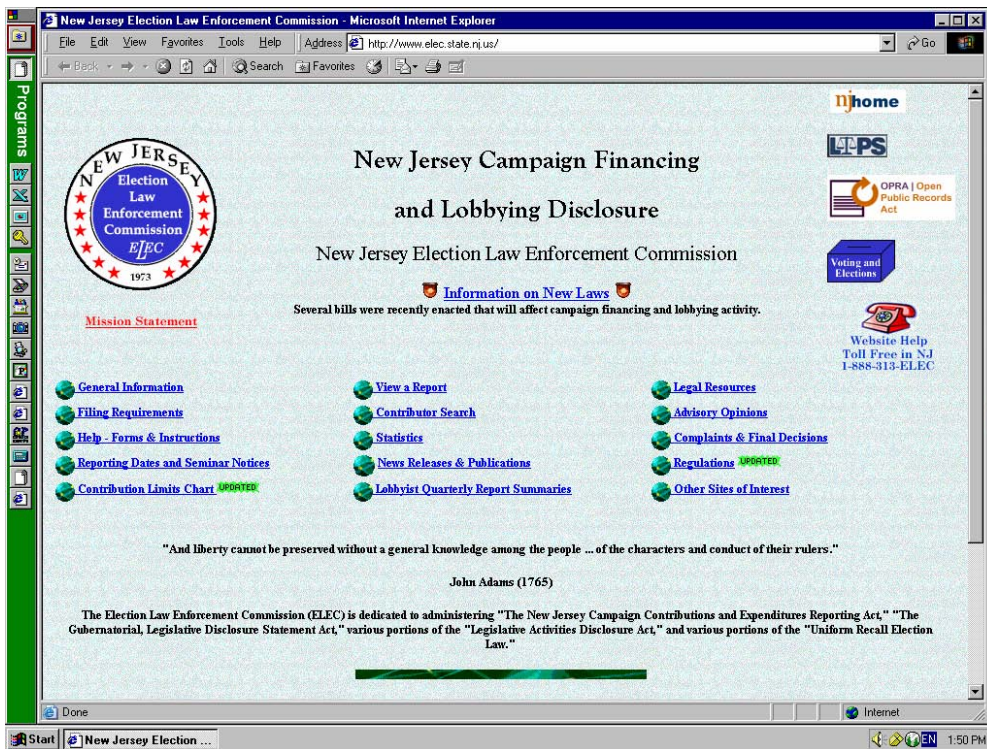 New Jersey Election Law Enforcement Commission - Microsoft Internet Explorer
File Edit View Favorites Tools Help Address http://www.elec.state.nj.us/ Go
Back Search Favorites
Programs
njhome
LPS
OPRA | Open
Public Records
Act
Voting and
Elections
Website Help
Toll Free in NJ
1-888-313-ELEC
NEW JERSEY
Election
Law
Enforcement
Commission
ELEC
1973
Mission Statement
New Jersey Campaign Financing
and Lobbying Disclosure
New Jersey Election Law Enforcement Commission
Information on New Laws
Several bills were recently enacted that will affect campaign financing and lobbying activity.
General Information View a Report Legal Resources
Filing Requirements Contributor Search Advisory Opinions
Help - Forms & Instructions Statistics Complaints & Final Decisions
Reporting Dates and Seminar Notices News Releases & Publications Regulations UPDATED
Contribution Limits Chart UPDATED Lobbyist Quarterly Report Summaries Other Sites of Interest
"And liberty cannot be preserved without a general knowledge among the people ... of the characters and conduct of their rulers."
John Adams (1765)
The Election Law Enforcement Commission (ELEC) is dedicated to administering "The New Jersey Campaign Contributions and Expenditures Reporting Act," "The
Gubernatorial, Legislative Disclosure Statement Act," various portions of the "Legislative Activities Disclosure Act," and various portions of the "Uniform Recall Election
Law."
Done Internet
Start New Jersey Election ... EN 1:50 PM